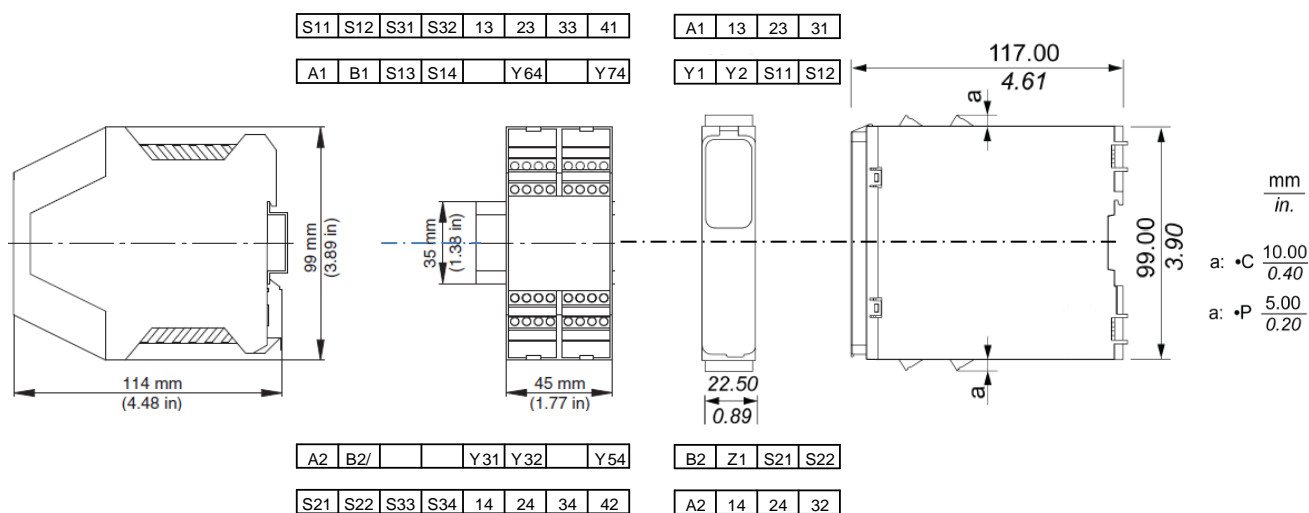 S11 S12 S31 S32 13 23 33 41
A1 13 23 31
A1 B1 S13 S14 Y64 Y74
Y1 Y2 S11 S12
117.00
4.61
a
99 mm
(3.89 in)
35 mm
(1.38 in)
99.00
3.90
mm
in.
a: •C 10.00
0.40
a: •P 5.00
0.20
114 mm
(4.48 in)
45 mm
(1.77 in)
22.50
0.89
a
A2 B2/ Y31 Y32 Y54
B2 Z1 S21 S22
S21 S22 S33 S34 14 24 34 42
A2 14 24 32